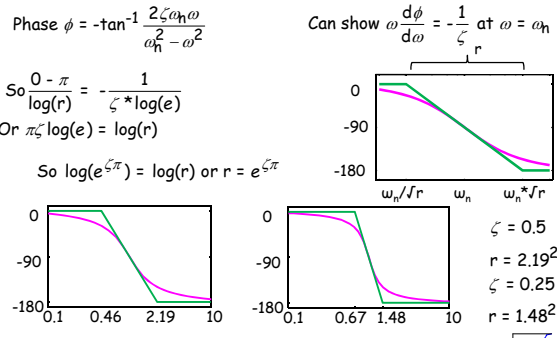 Phase ϕ = -tan⁻¹ 2ζωₙω / (ωₙ² − ω²)
Can show ω dϕ/dω = - 1/ζ at ω = ωₙ
r
So (0 - π)/log(r) = - 1/(ζ *log(e))
Or πζ log(e) = log(r)
So log(e^ζπ) = log(r) or r = e^ζπ
0
-90
-180
ωₙ/√r ωₙ ωₙ*√r
0
-90
-180
0.1 0.46 2.19 10
0
-90
-180
0.1 0.67 1.48 10
ζ = 0.5
r = 2.19²
ζ = 0.25
r = 1.48²